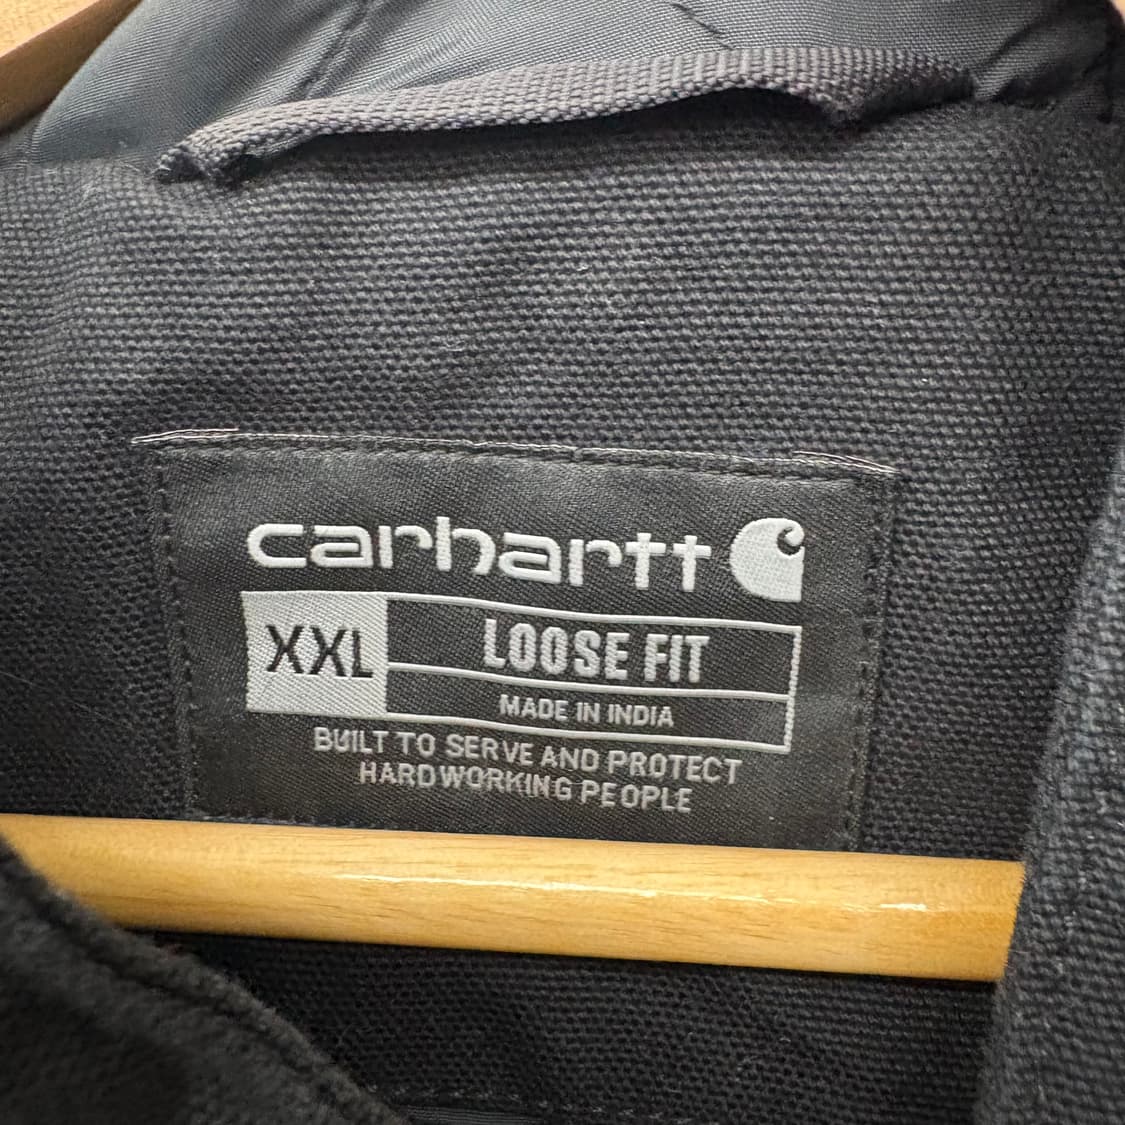 carhartt
XXL LOOSE FIT
MADE IN INDIA
BUILT TO SERVE AND PROTECT
HARDWORKING PEOPLE